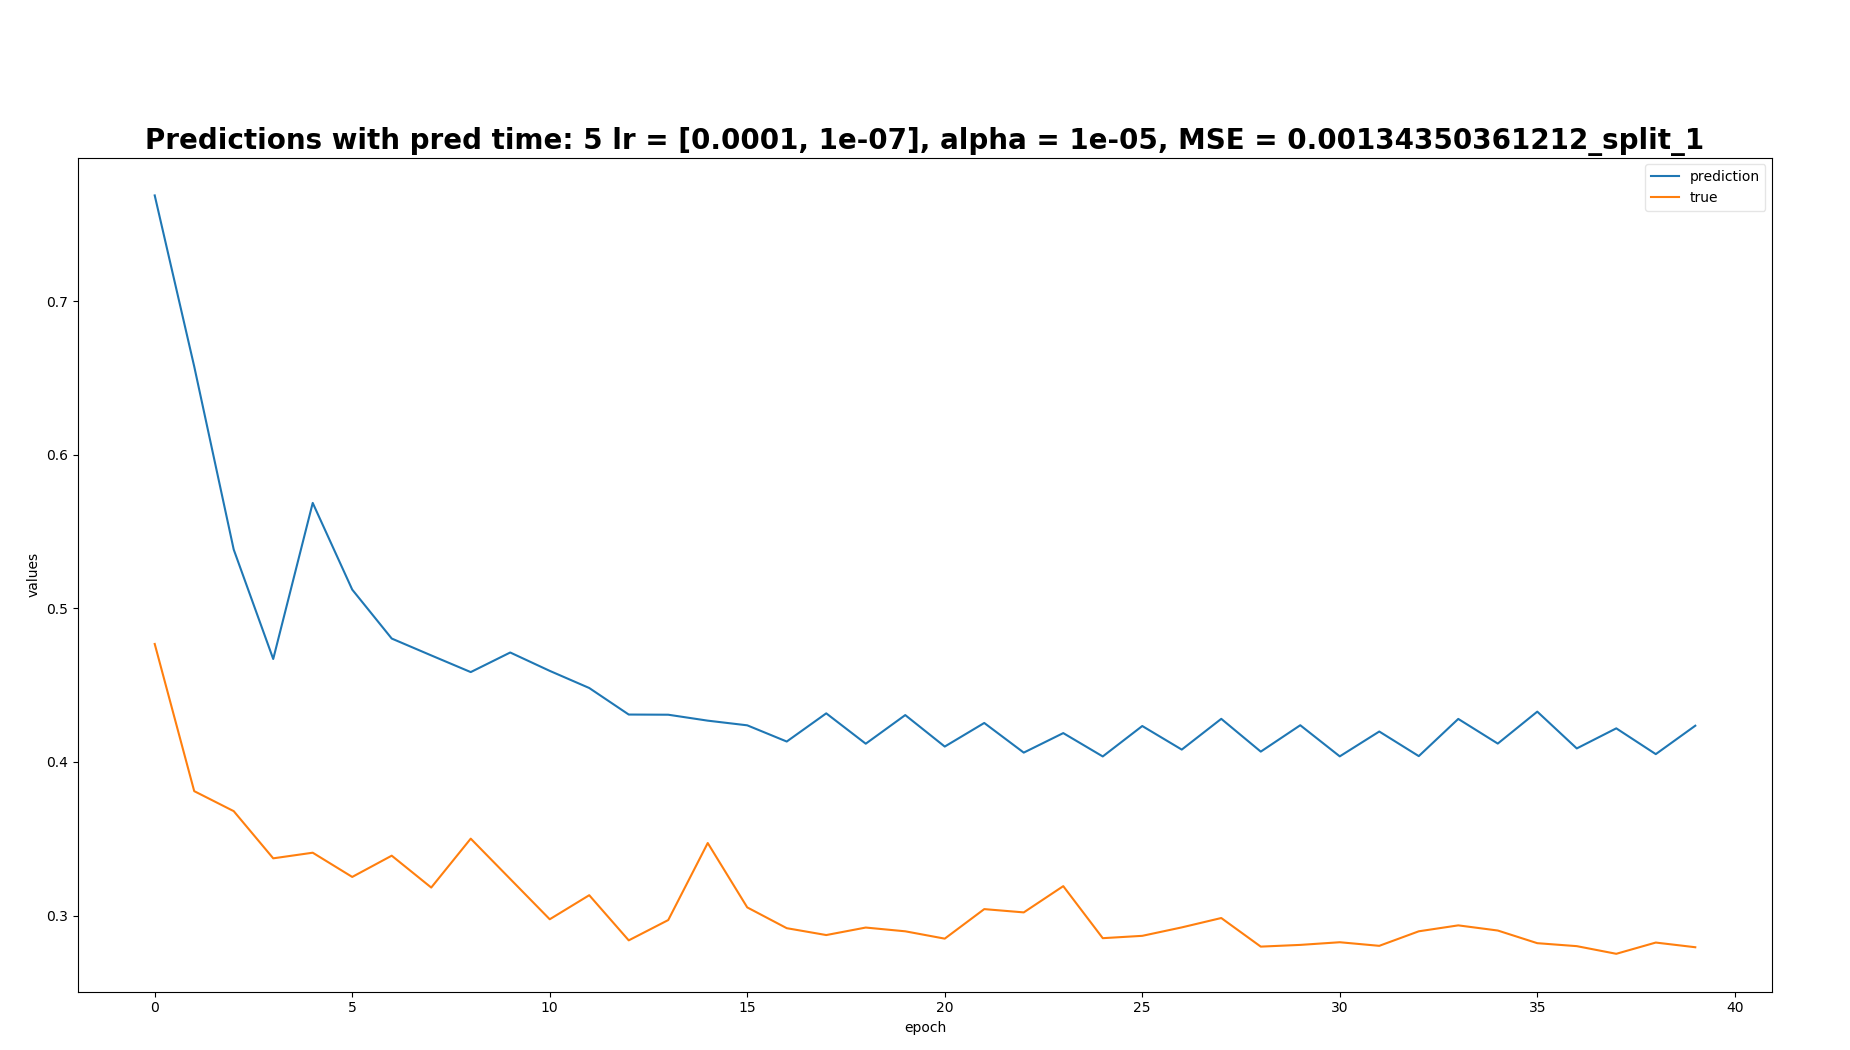 Predictions with pred time: 5 lr = [0.0001, 1e-07], alpha = 1e-05, MSE = 0.00134350361212_split_1
prediction
true
values
0.7
0.6
0.5
0.4
0.3
0 5 10 15 20 25 30 35 40
epoch